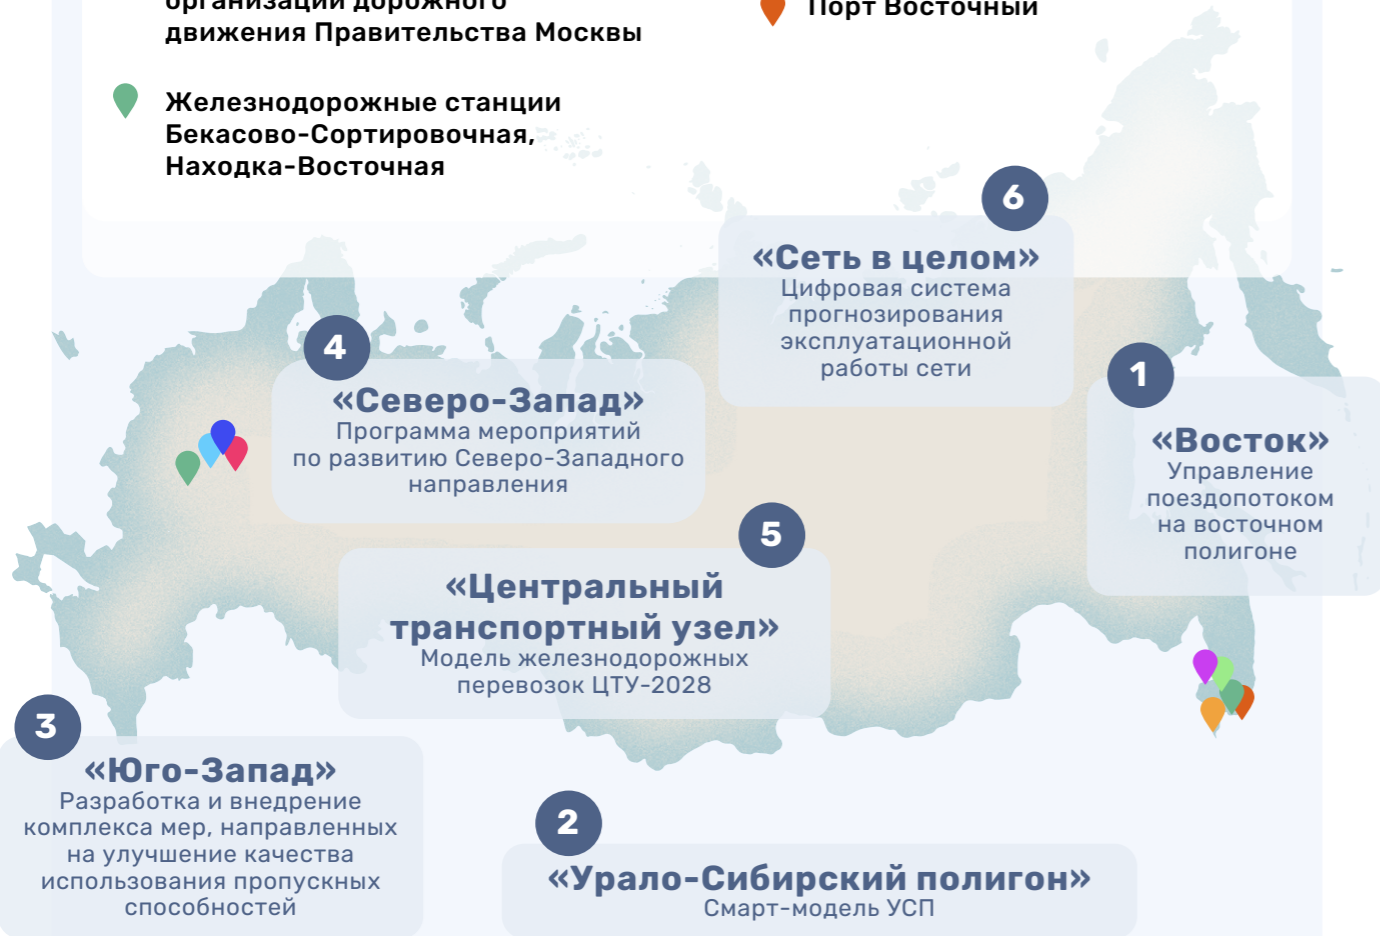 организации дорожного
движения Правительства Москвы
Порт Восточный
Железнодорожные станции
Бекасово-Сортировочная,
Находка-Восточная
6
«Сеть в целом»
Цифровая система
прогнозирования
эксплуатационной
работы сети
4
«Северо-Запад»
Программа мероприятий
по развитию Северо-Западного
направления
1
«Восток»
Управление
поездопотоком
на восточном
полигоне
5
«Центральный
транспортный узел»
Модель железнодорожных
перевозок ЦТУ-2028
3
«Юго-Запад»
Разработка и внедрение
комплекса мер, направленных
на улучшение качества
использования пропускных
способностей
2
«Урало-Сибирский полигон»
Смарт-модель УСП